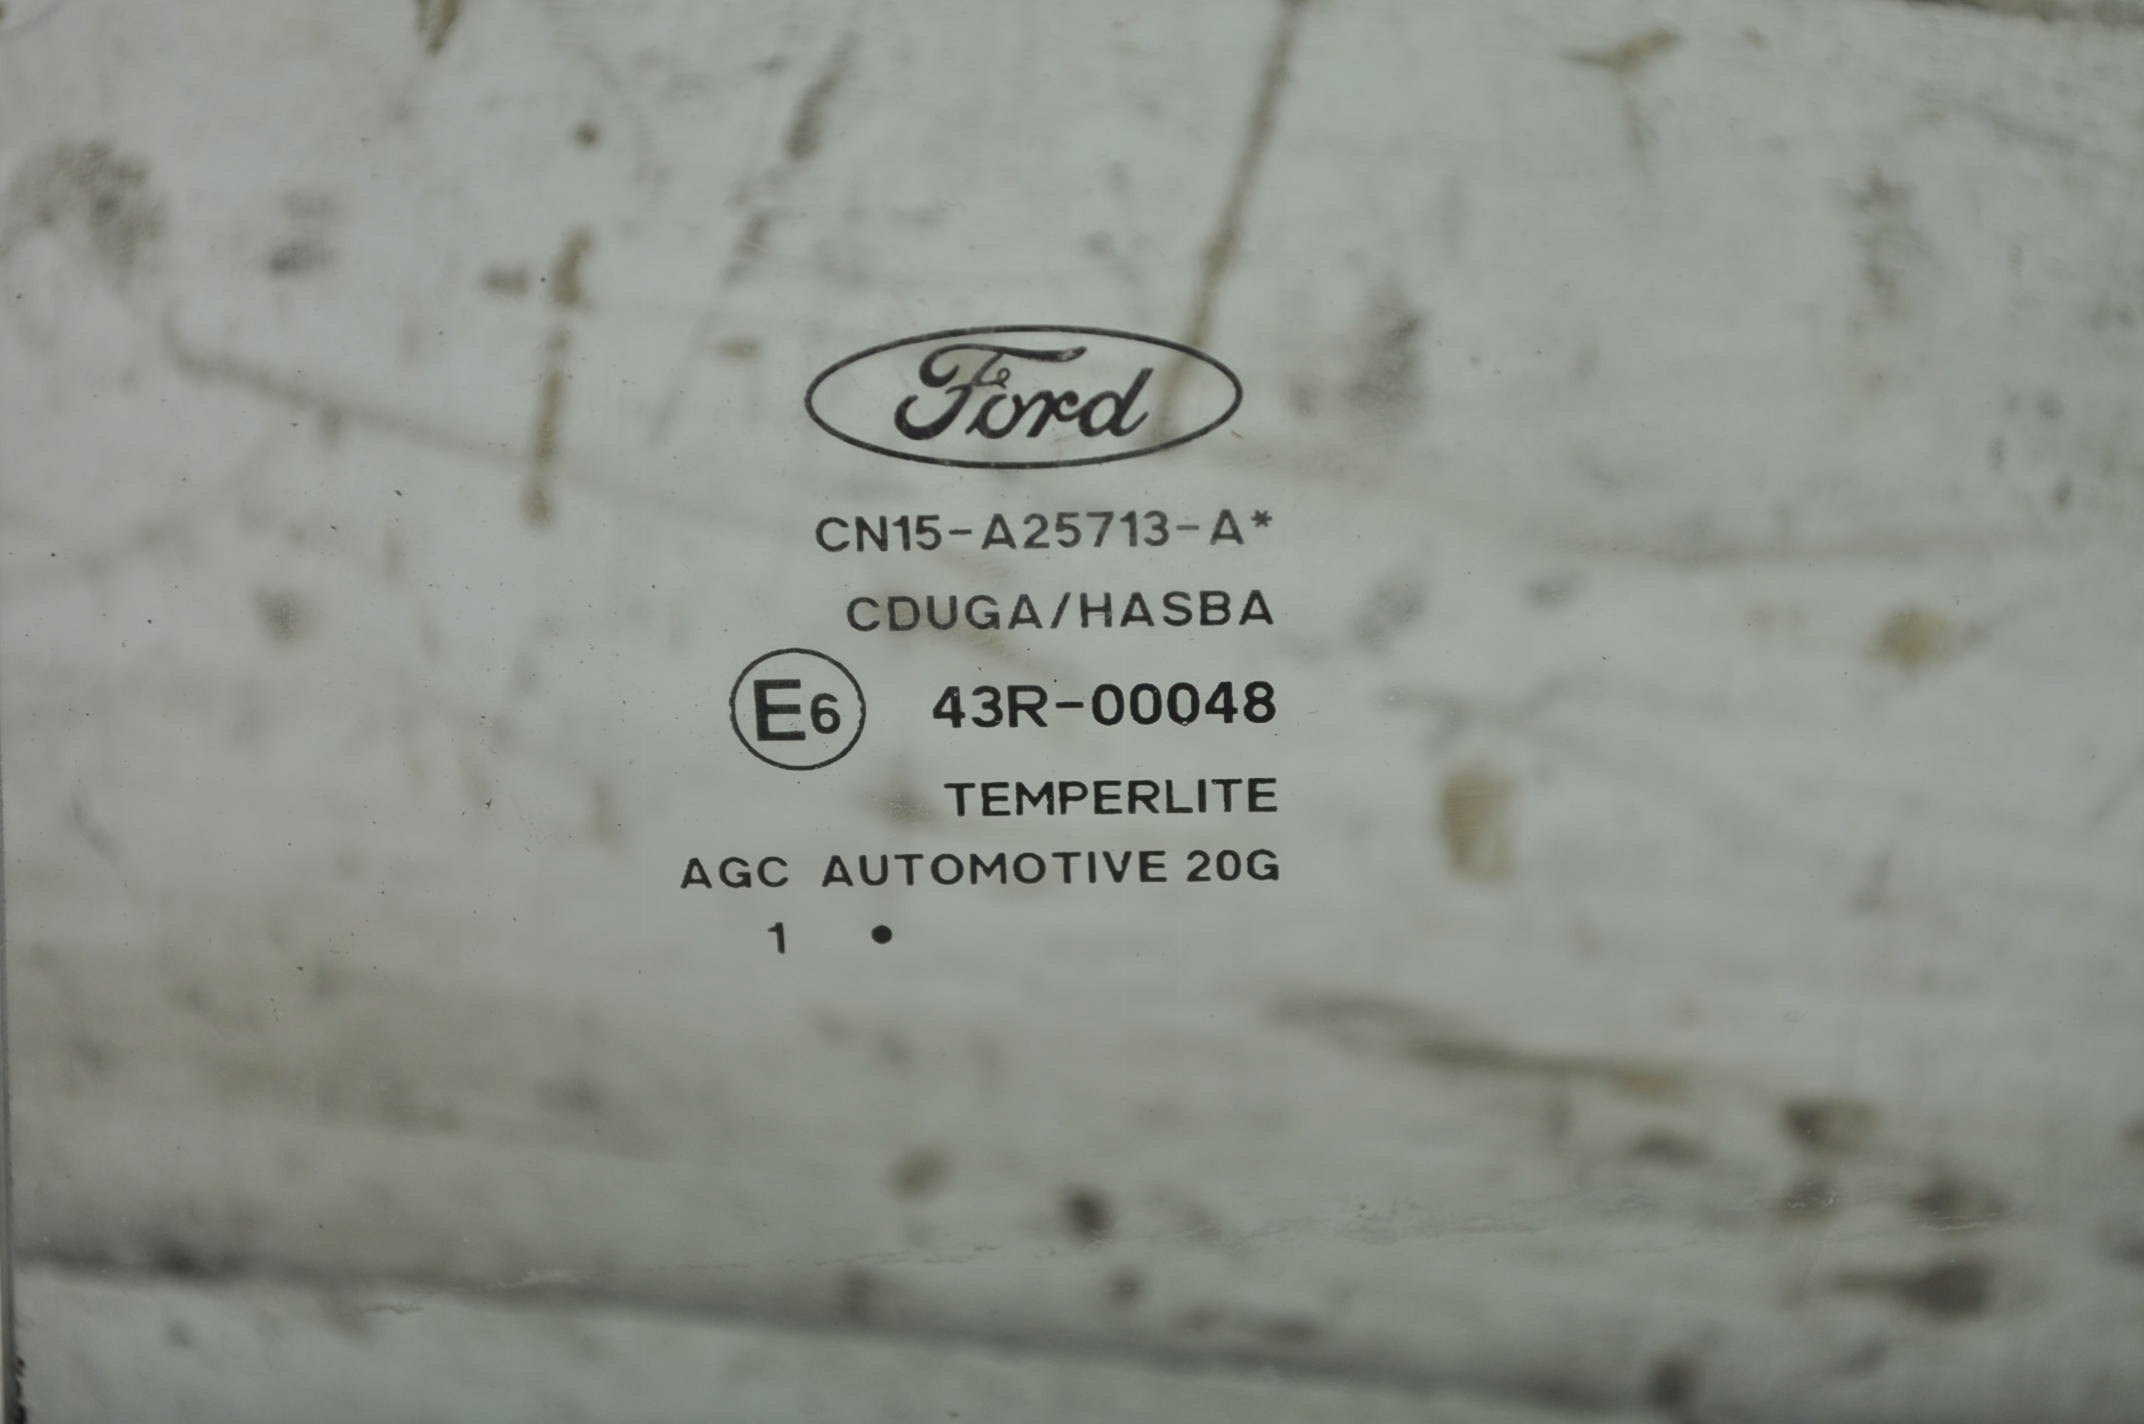 Ford
CN15-A25713-A*
CDUGA/HASBA
E6 43R-00048
TEMPERLITE
AGC AUTOMOTIVE 20G
1 •